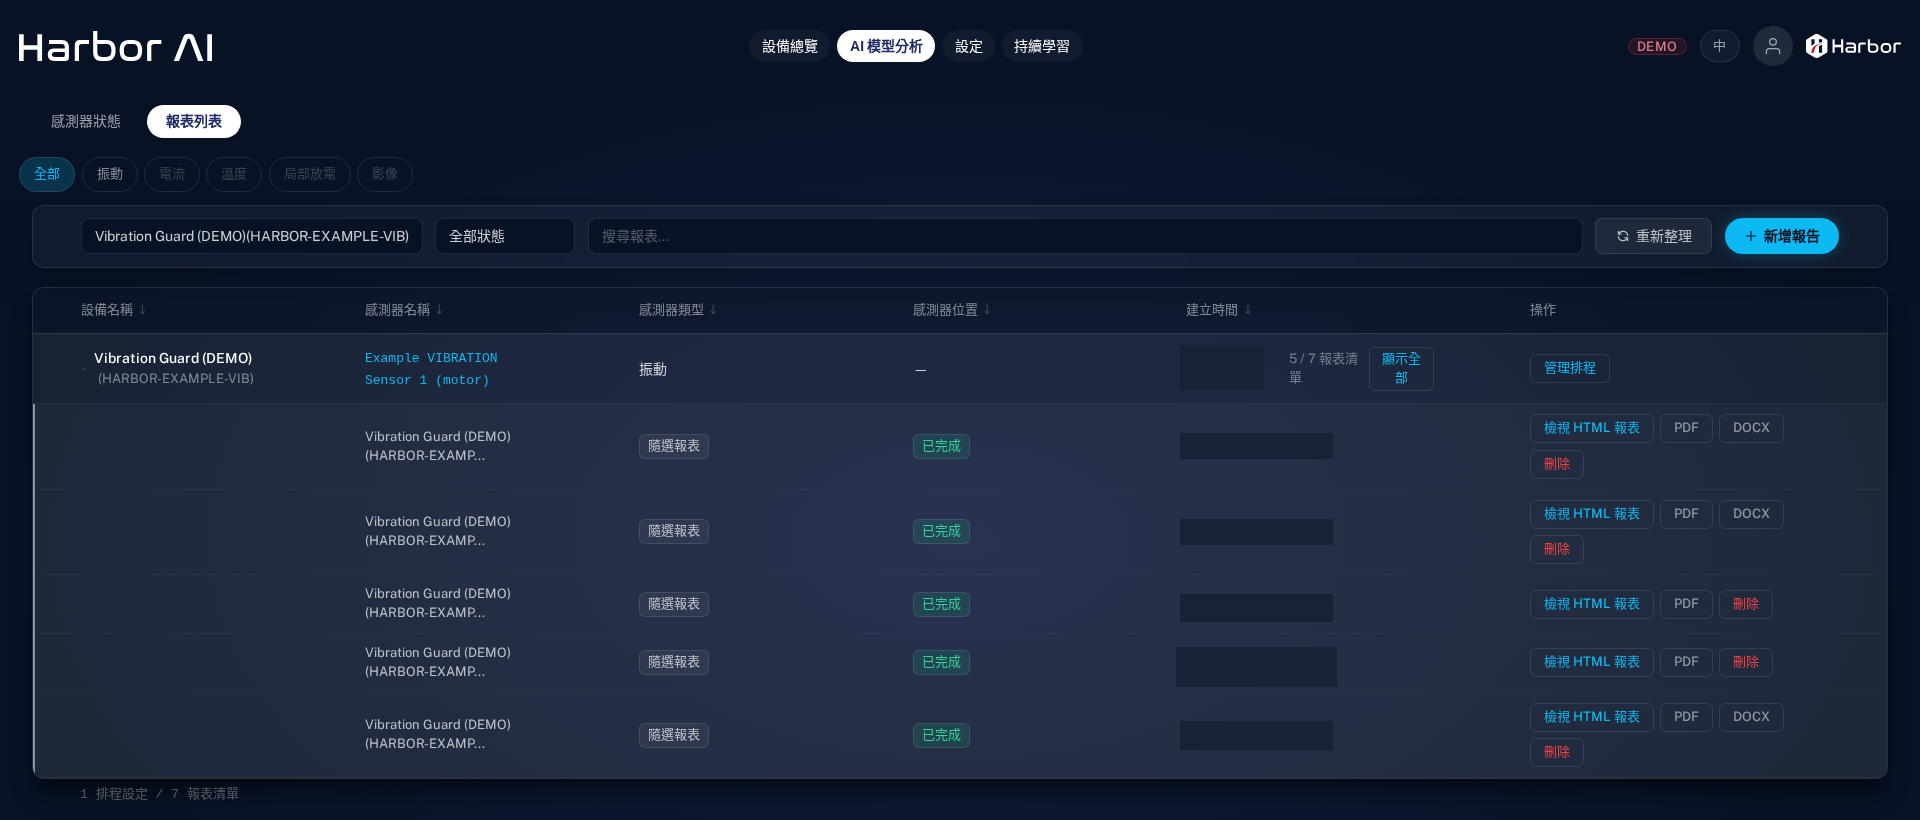 Harbor AI
設備總覽
AI 模型分析
設定
持續學習
DEMO
中
Harbor
感測器狀態
報表列表
全部
振動
電流
溫度
局部放電
影像
Vibration Guard (DEMO)(HARBOR-EXAMPLE-VIB)
全部狀態
搜尋報表...
重新整理
+ 新增報告
設備名稱 ↓
感測器名稱 ↓
感測器類型 ↓
感測器位置 ↓
建立時間 ↓
操作
Vibration Guard (DEMO)
(HARBOR-EXAMPLE-VIB)
Example VIBRATION
Sensor 1 (motor)
振動
—
5 / 7 報表清
單
顯示全
部
管理排程
Vibration Guard (DEMO)
(HARBOR-EXAMP...
隨選報表
已完成
檢視 HTML 報表
PDF
DOCX
刪除
Vibration Guard (DEMO)
(HARBOR-EXAMP...
隨選報表
已完成
檢視 HTML 報表
PDF
DOCX
刪除
Vibration Guard (DEMO)
(HARBOR-EXAMP...
隨選報表
已完成
檢視 HTML 報表
PDF
刪除
Vibration Guard (DEMO)
(HARBOR-EXAMP...
隨選報表
已完成
檢視 HTML 報表
PDF
刪除
Vibration Guard (DEMO)
(HARBOR-EXAMP...
隨選報表
已完成
檢視 HTML 報表
PDF
DOCX
刪除
1 排程設定 / 7 報表清單